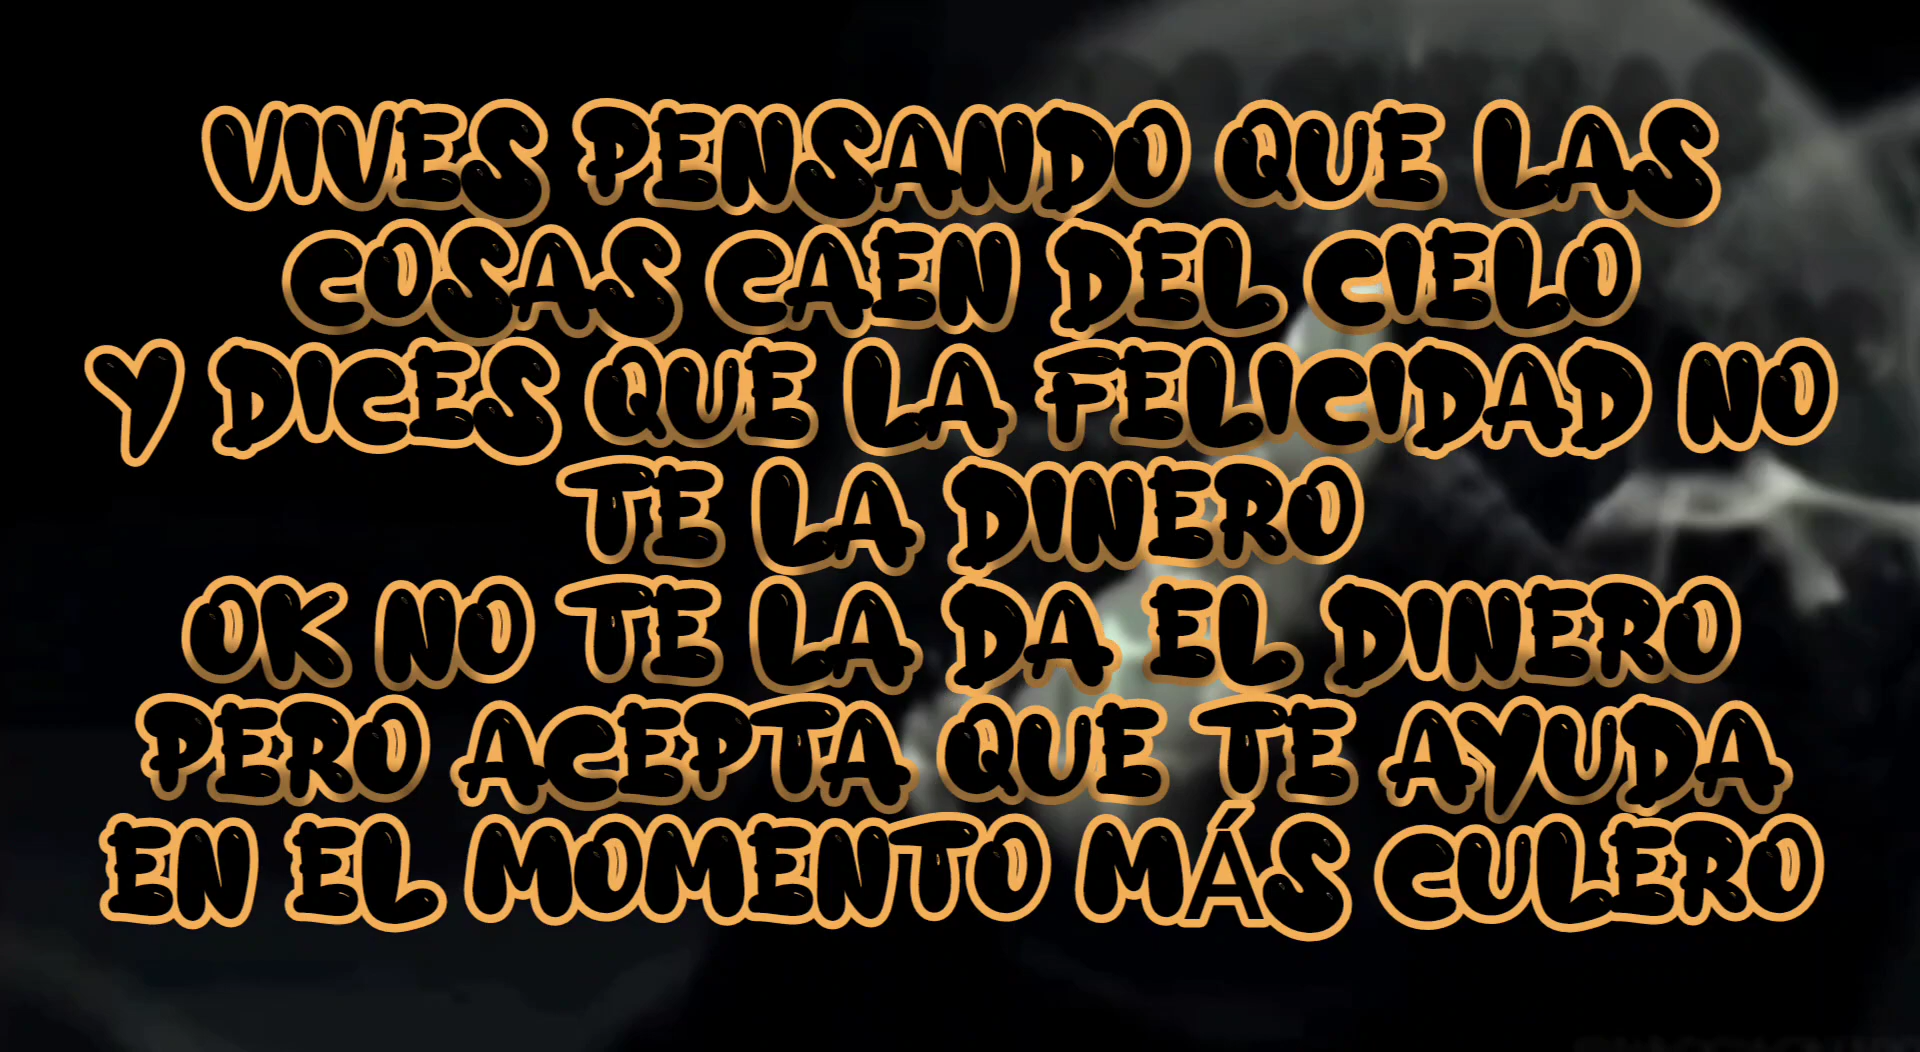 VIVES PENSANDO QUE LAS
COSAS CAEN DEL CIELO
Y DICES QUE LA FELICIDAD NO
TE LA DINERO
OK NO TE LA DA EL DINERO
PERO ACEPTA QUE TE AYUDA
EN EL MOMENTO MÁS CULERO